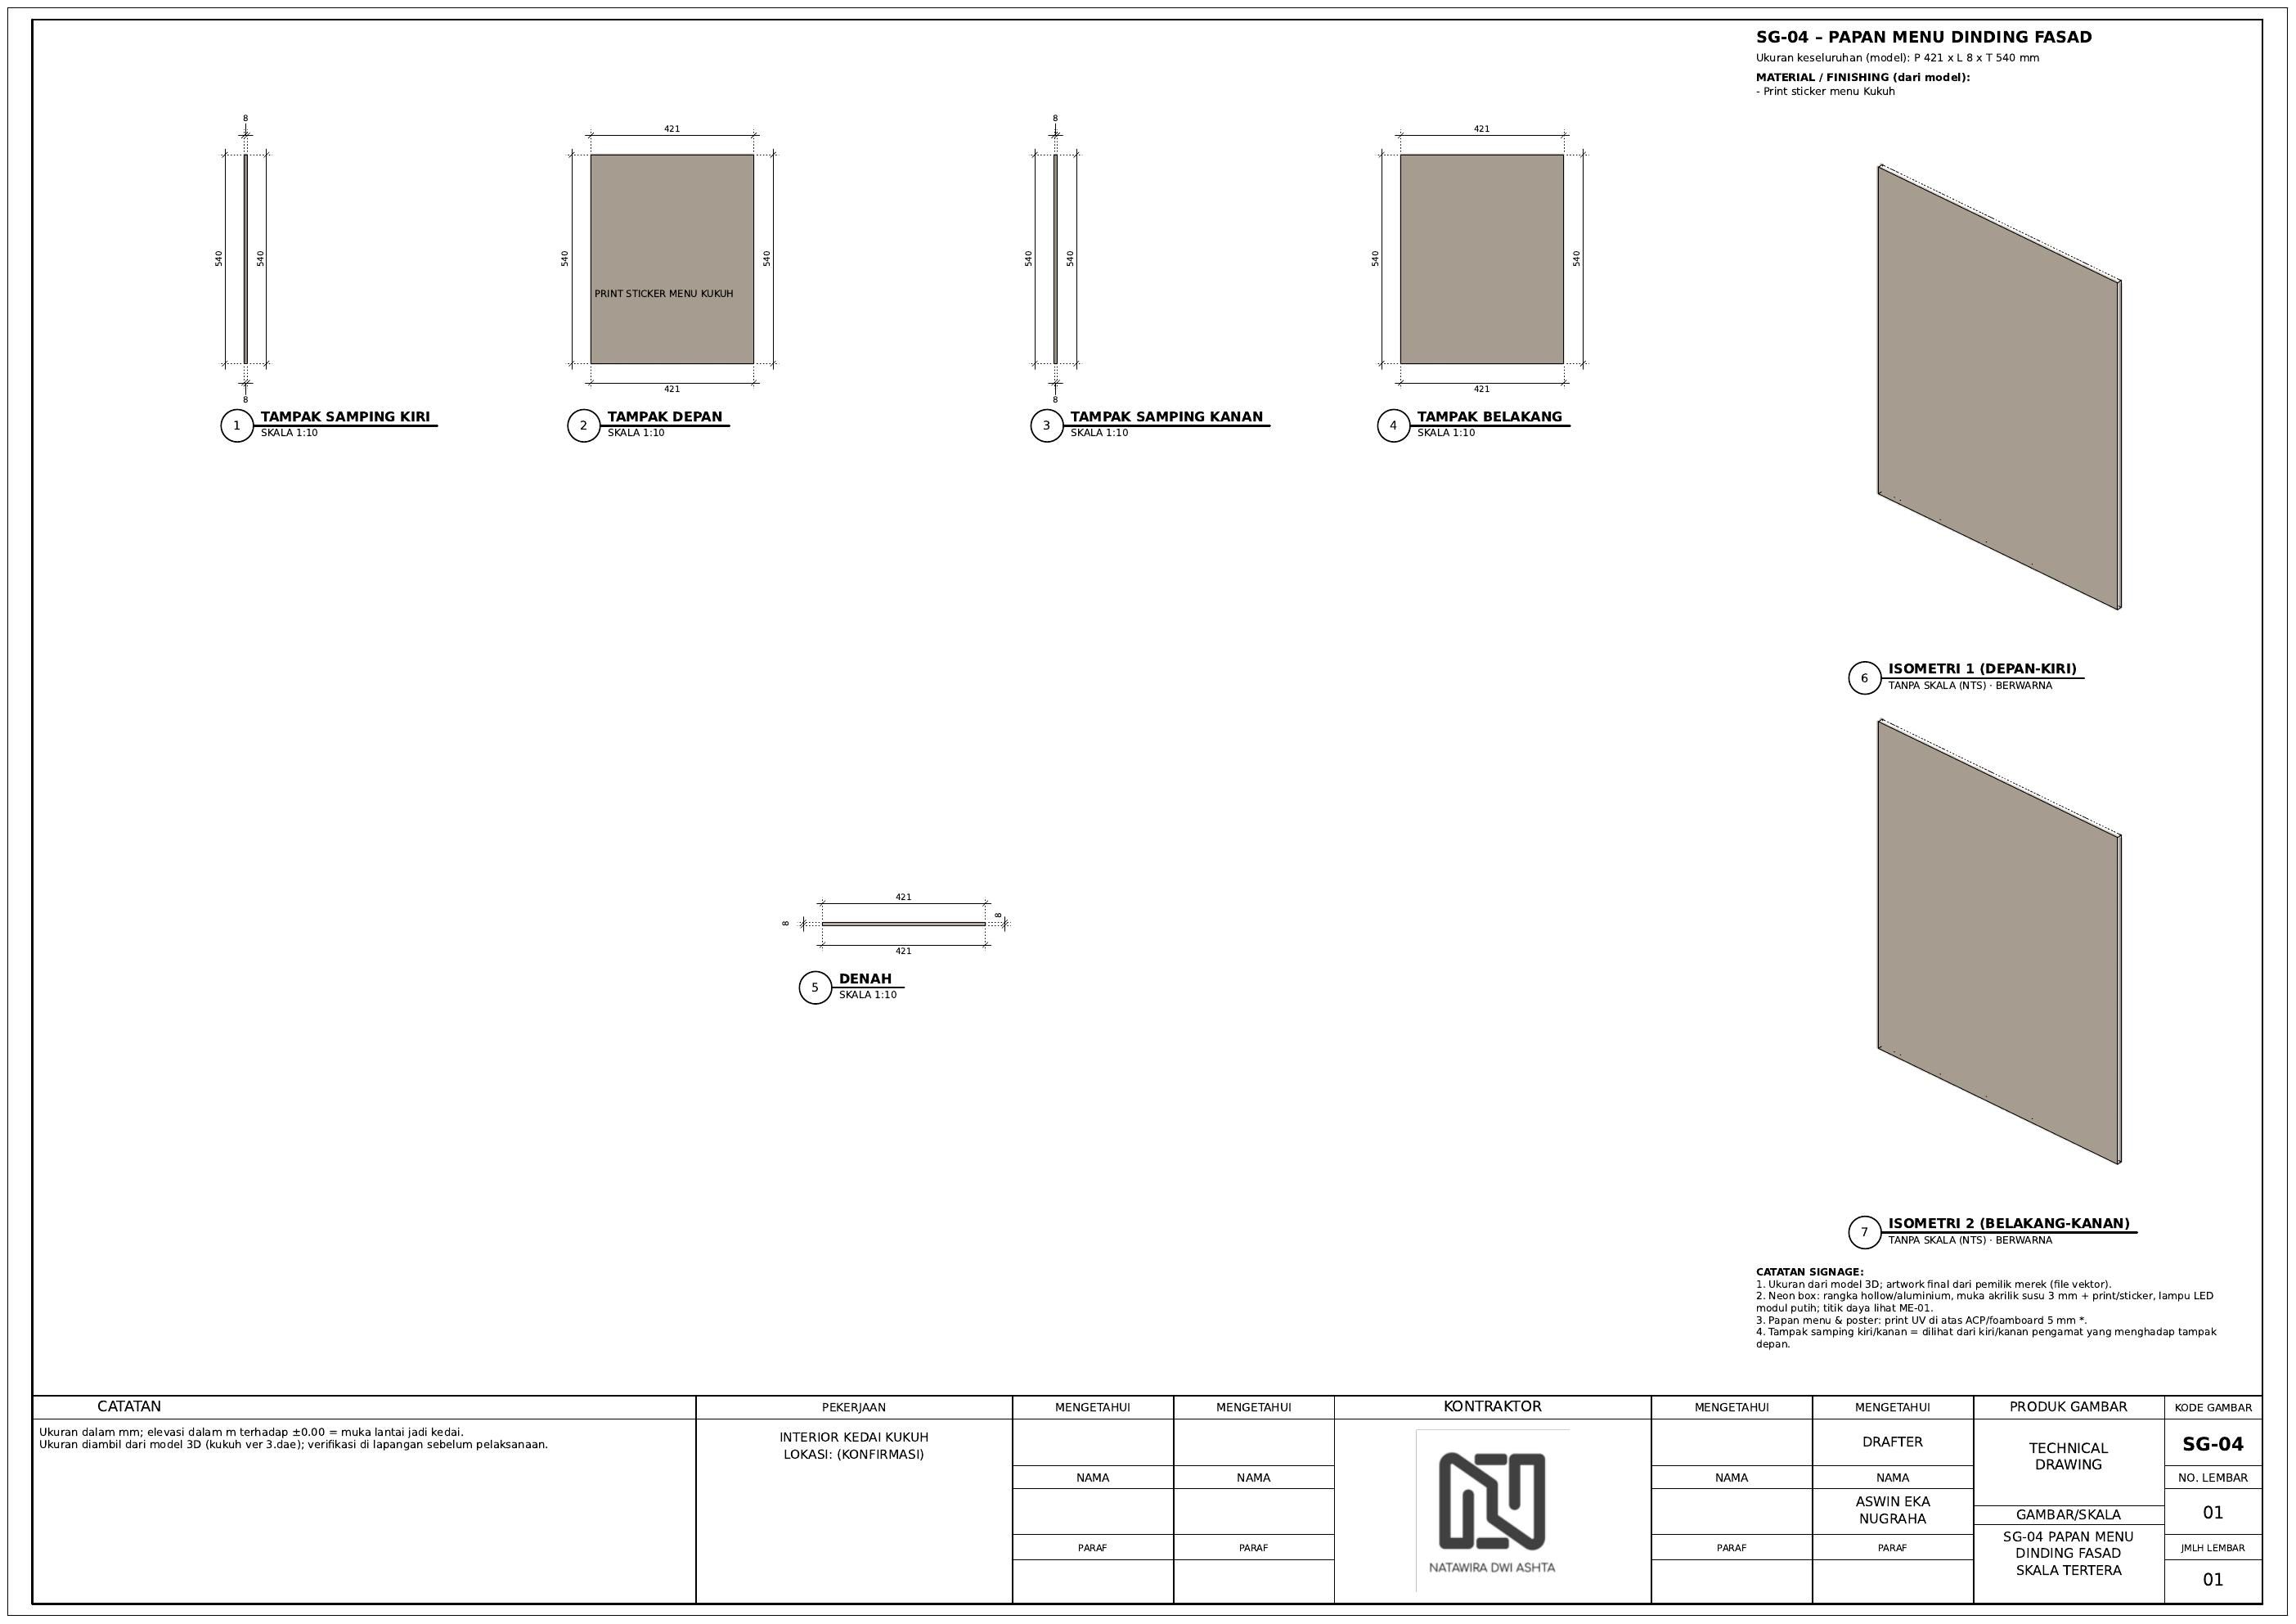 SG-04 – PAPAN MENU DINDING FASAD
Ukuran keseluruhan (model): P 421 x L 8 x T 540 mm
MATERIAL / FINISHING (dari model):
- Print sticker menu Kukuh
8
540
540
8
1
TAMPAK SAMPING KIRI
SKALA 1:10
421
540
540
PRINT STICKER MENU KUKUH
421
2
TAMPAK DEPAN
SKALA 1:10
8
540
540
8
3
TAMPAK SAMPING KANAN
SKALA 1:10
421
540
540
421
4
TAMPAK BELAKANG
SKALA 1:10
421
8
8
421
5
DENAH
SKALA 1:10
6
ISOMETRI 1 (DEPAN-KIRI)
TANPA SKALA (NTS) · BERWARNA
7
ISOMETRI 2 (BELAKANG-KANAN)
TANPA SKALA (NTS) · BERWARNA
CATATAN SIGNAGE:
1. Ukuran dari model 3D; artwork final dari pemilik merek (file vektor).
2. Neon box: rangka hollow/aluminium, muka akrilik susu 3 mm + print/sticker, lampu LED
modul putih; titik daya lihat ME-01.
3. Papan menu & poster: print UV di atas ACP/foamboard 5 mm *.
4. Tampak samping kiri/kanan = dilihat dari kiri/kanan pengamat yang menghadap tampak
depan.
CATATAN
Ukuran dalam mm; elevasi dalam m terhadap ±0.00 = muka lantai jadi kedai.
Ukuran diambil dari model 3D (kukuh ver 3.dae); verifikasi di lapangan sebelum pelaksanaan.
PEKERJAAN
INTERIOR KEDAI KUKUH
LOKASI: (KONFIRMASI)
MENGETAHUI
NAMA
PARAF
MENGETAHUI
NAMA
PARAF
KONTRAKTOR
NATAWIRA DWI ASHTA
MENGETAHUI
NAMA
PARAF
MENGETAHUI
DRAFTER
NAMA
ASWIN EKA
NUGRAHA
PARAF
PRODUK GAMBAR
TECHNICAL
DRAWING
GAMBAR/SKALA
SG-04 PAPAN MENU
DINDING FASAD
SKALA TERTERA
KODE GAMBAR
SG-04
NO. LEMBAR
01
JMLH LEMBAR
01